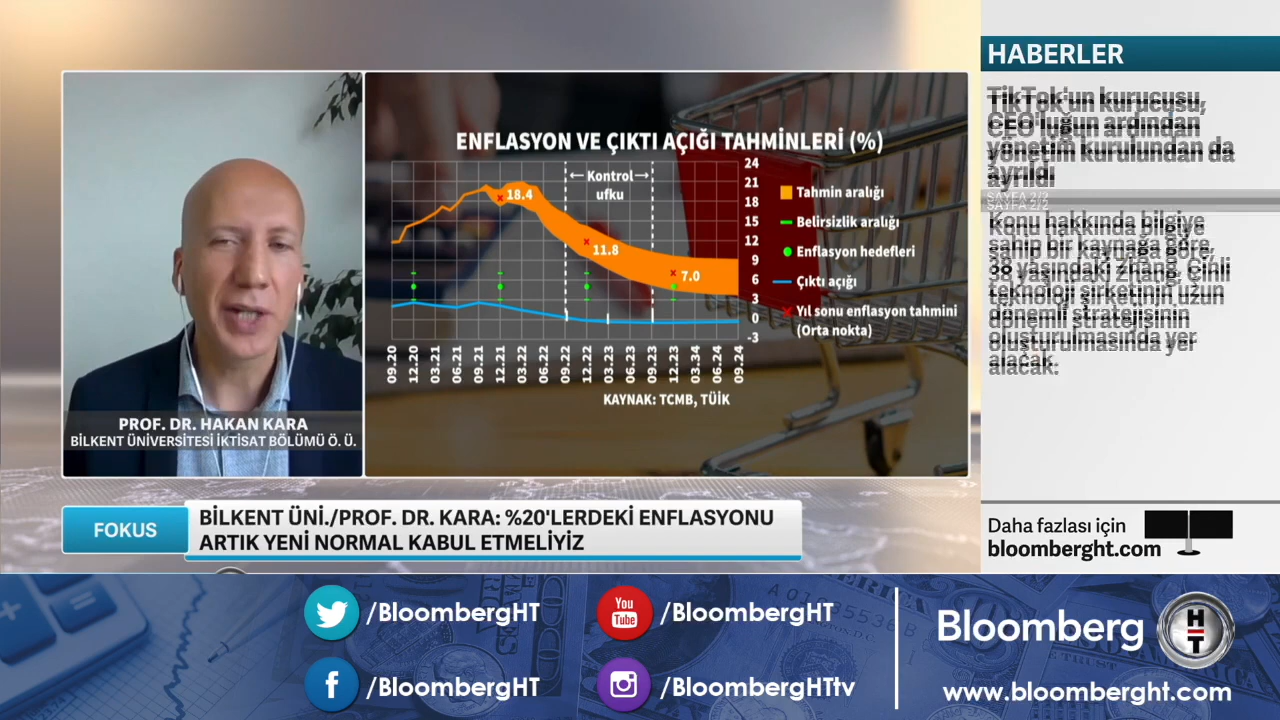 HABERLER
TikTok'un kurucusu,
CEO'luğun ardından
yönetim kurulundan da
ayrıldı
SAYFA 2/2
Konu hakkında bilgiye
sahip bir kaynağa göre,
38 yaşındaki Zhang, Çinli
teknoloji şirketinin uzun
dönemli stratejisinin
oluşturulmasında yer
alacak.
ENFLASYON VE ÇIKTI AÇIĞI TAHMİNLERİ (%)
Kontrol
ufku
18.4
11.8
7.0
24
21
18
15
12
9
6
3
0
-3
Tahmin aralığı
Belirsizlik aralığı
Enflasyon hedefleri
Çıktı açığı
Yıl sonu enflasyon tahmini
(Orta nokta)
09.20
12.20
03.21
06.21
09.21
12.21
03.22
06.22
09.22
12.22
03.23
06.23
09.23
12.23
03.24
06.24
09.24
KAYNAK: TCMB, TÜİK
PROF. DR. HAKAN KARA
BİLKENT ÜNİVERSİTESİ İKTİSAT BÖLÜMÜ Ö. Ü.
FOKUS
BİLKENT ÜNİ./PROF. DR. KARA: %20'LERDEKİ ENFLASYONU
ARTIK YENİ NORMAL KABUL ETMELİYİZ
Daha fazlası için
bloomberght.com
/BloombergHT
You
Tube
/BloombergHT
/BloombergHT
/BloombergHTtv
Bloomberg HT
www.bloomberght.com